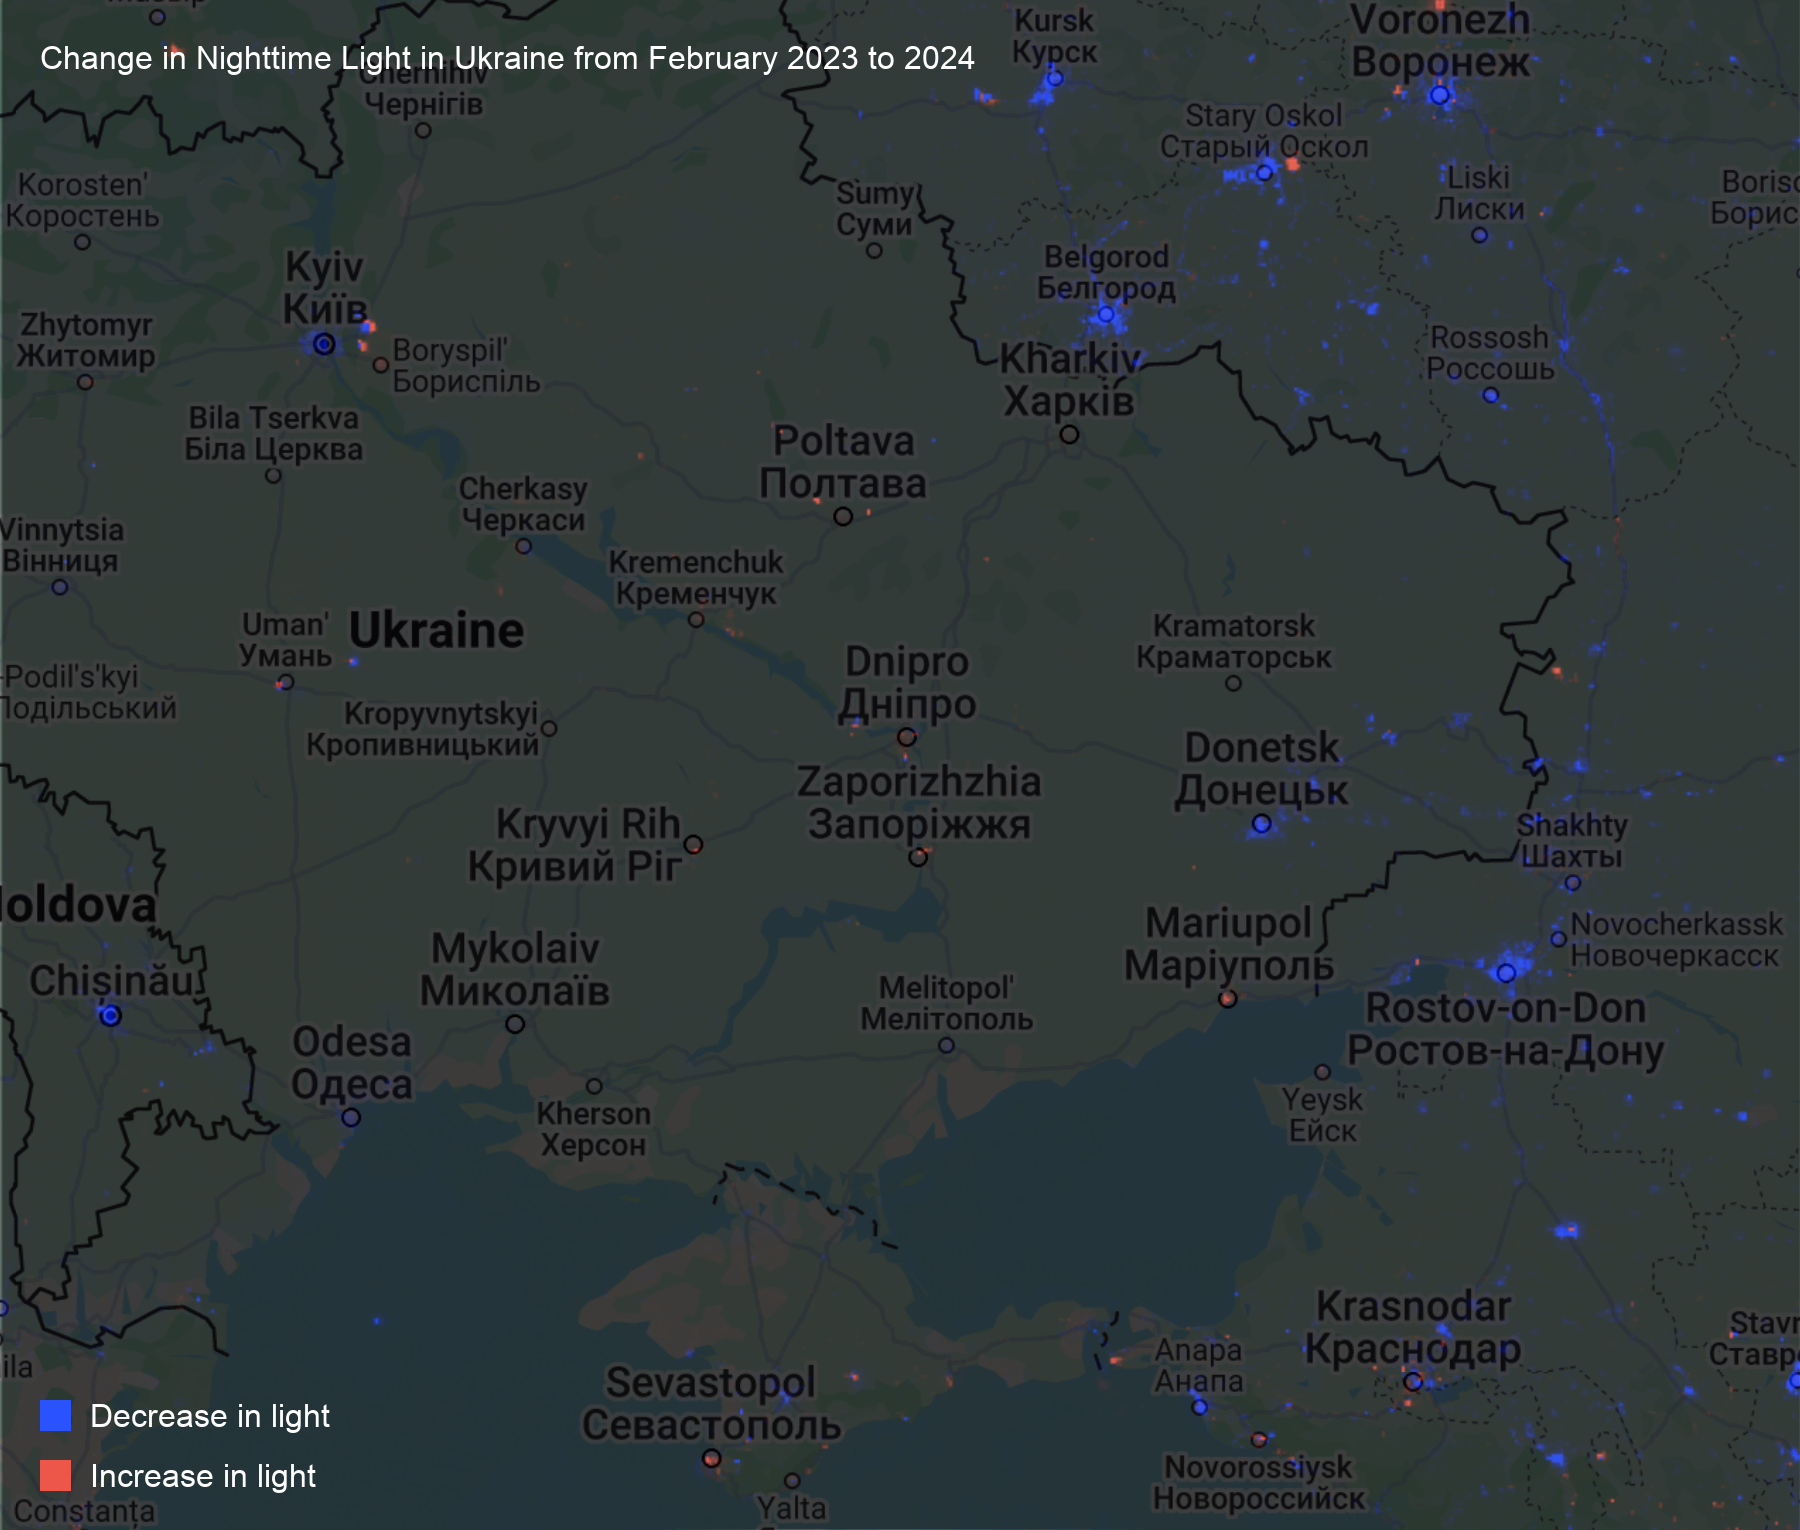 Change in Nighttime Light in Ukraine from February 2023 to 2024
Kursk
Курск
Voronezh
Воронеж
Chernihiv
Чернігів
Stary Oskol
Старый Оскол
Korosten'
Коростень
Sumy
Суми
Liski
Лиски
Kyiv
Київ
Belgorod
Белгород
Zhytomyr
Житомир
Boryspil'
Бориспіль
Kharkiv
Харків
Rossosh
Россошь
Bila Tserkva
Біла Церква
Poltava
Полтава
Cherkasy
Черкаси
Vinnytsia
Вінниця
Kremenchuk
Кременчук
Uman'
Умань
Ukraine
Kramatorsk
Краматорськ
-Podil's'kyi
Подільський
Dnipro
Дніпро
Kropyvnytskyi
Кропивницький
Donetsk
Донецьк
Zaporizhzhia
Запоріжжя
Kryvyi Rih
Кривий Ріг
Shakhty
Шахты
oldova
Mariupol
Маріуполь
Novocherkassk
Новочеркасск
Mykolaiv
Миколаїв
Chișinău
Melitopol'
Мелітополь
Rostov-on-Don
Ростов-на-Дону
Odesa
Одеса
Kherson
Херсон
Yeysk
Ейск
Krasnodar
Краснодар
Anapa
Анапа
Stavr
Ставр
ila
Sevastopol
Севастополь
Decrease in light
Increase in light
Novorossiysk
Новороссийск
Yalta
Constanța